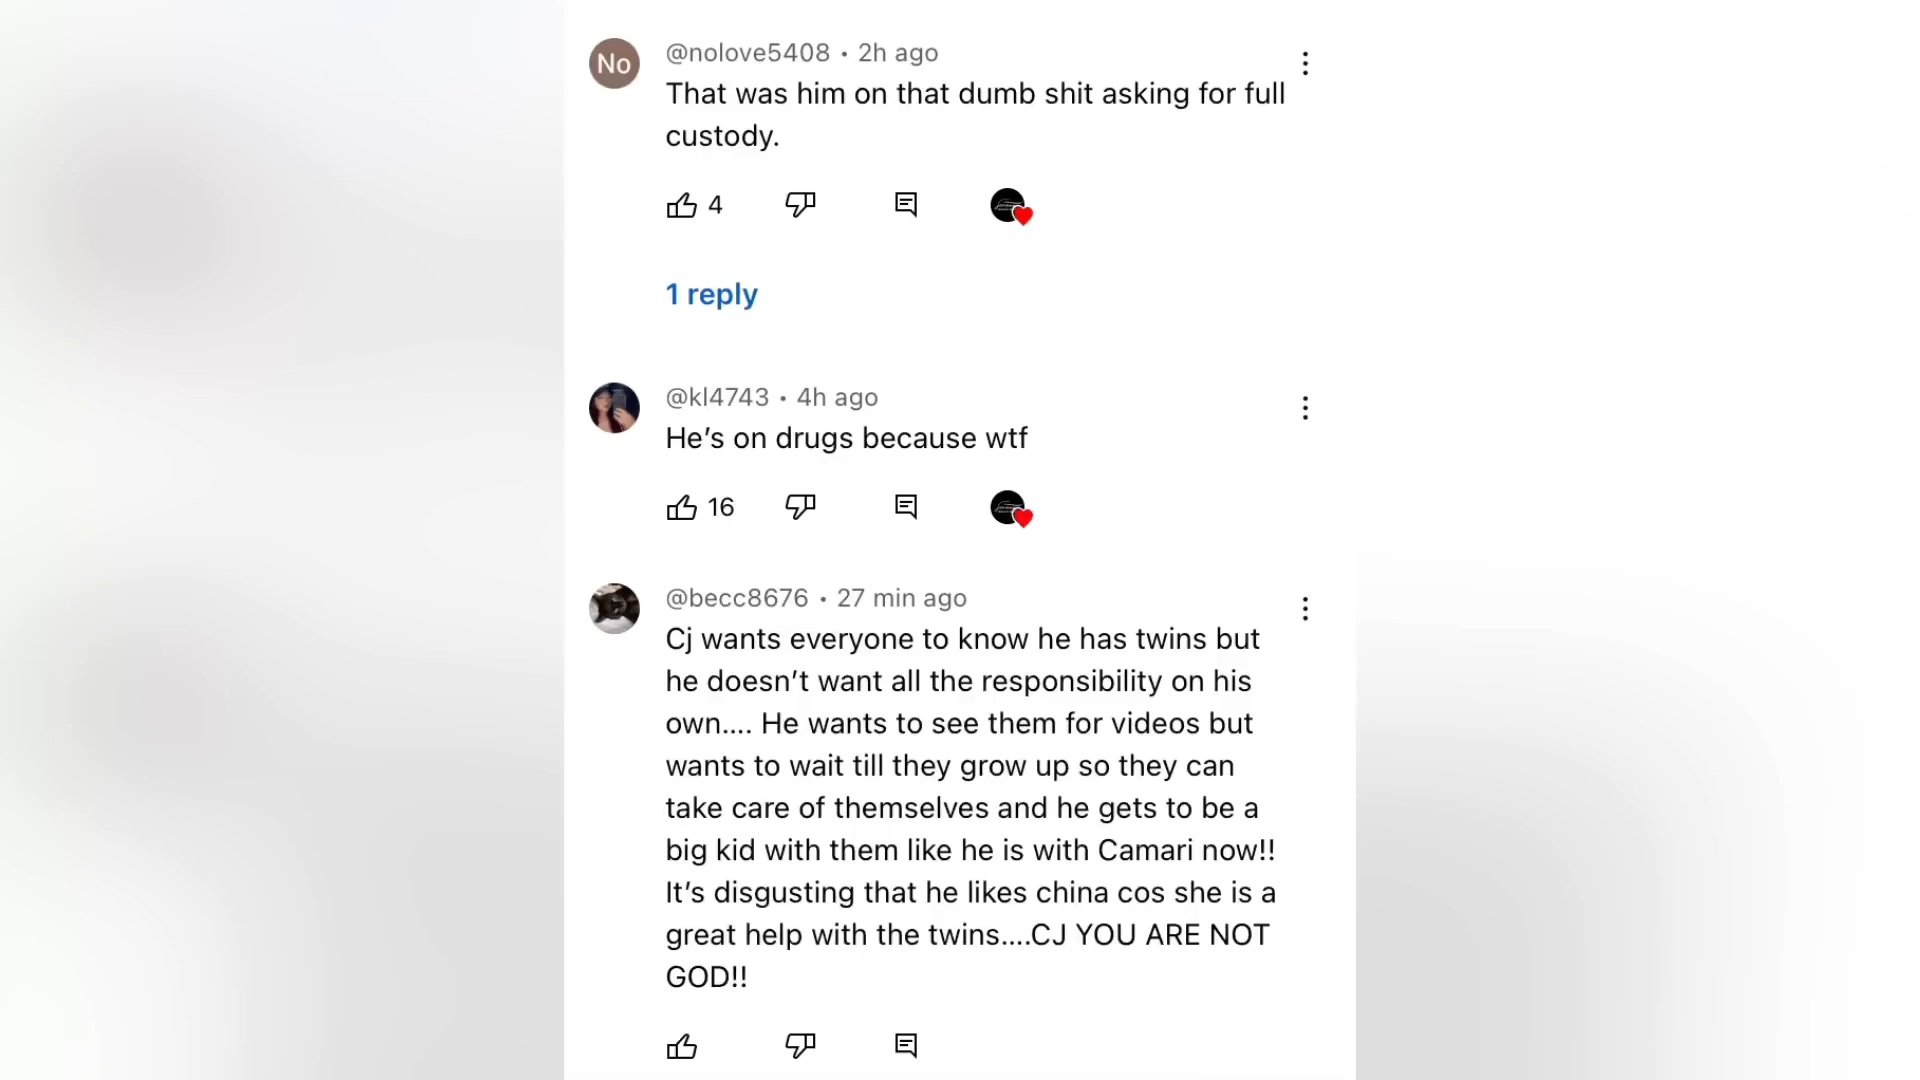 No
@nolove5408 • 2h ago
That was him on that dumb shit asking for full
custody.
4
1 reply
@kl4743 • 4h ago
He’s on drugs because wtf
16
@becc8676 • 27 min ago
Cj wants everyone to know he has twins but
he doesn’t want all the responsibility on his
own.... He wants to see them for videos but
wants to wait till they grow up so they can
take care of themselves and he gets to be a
big kid with them like he is with Camari now!!
It’s disgusting that he likes china cos she is a
great help with the twins....CJ YOU ARE NOT
GOD!!